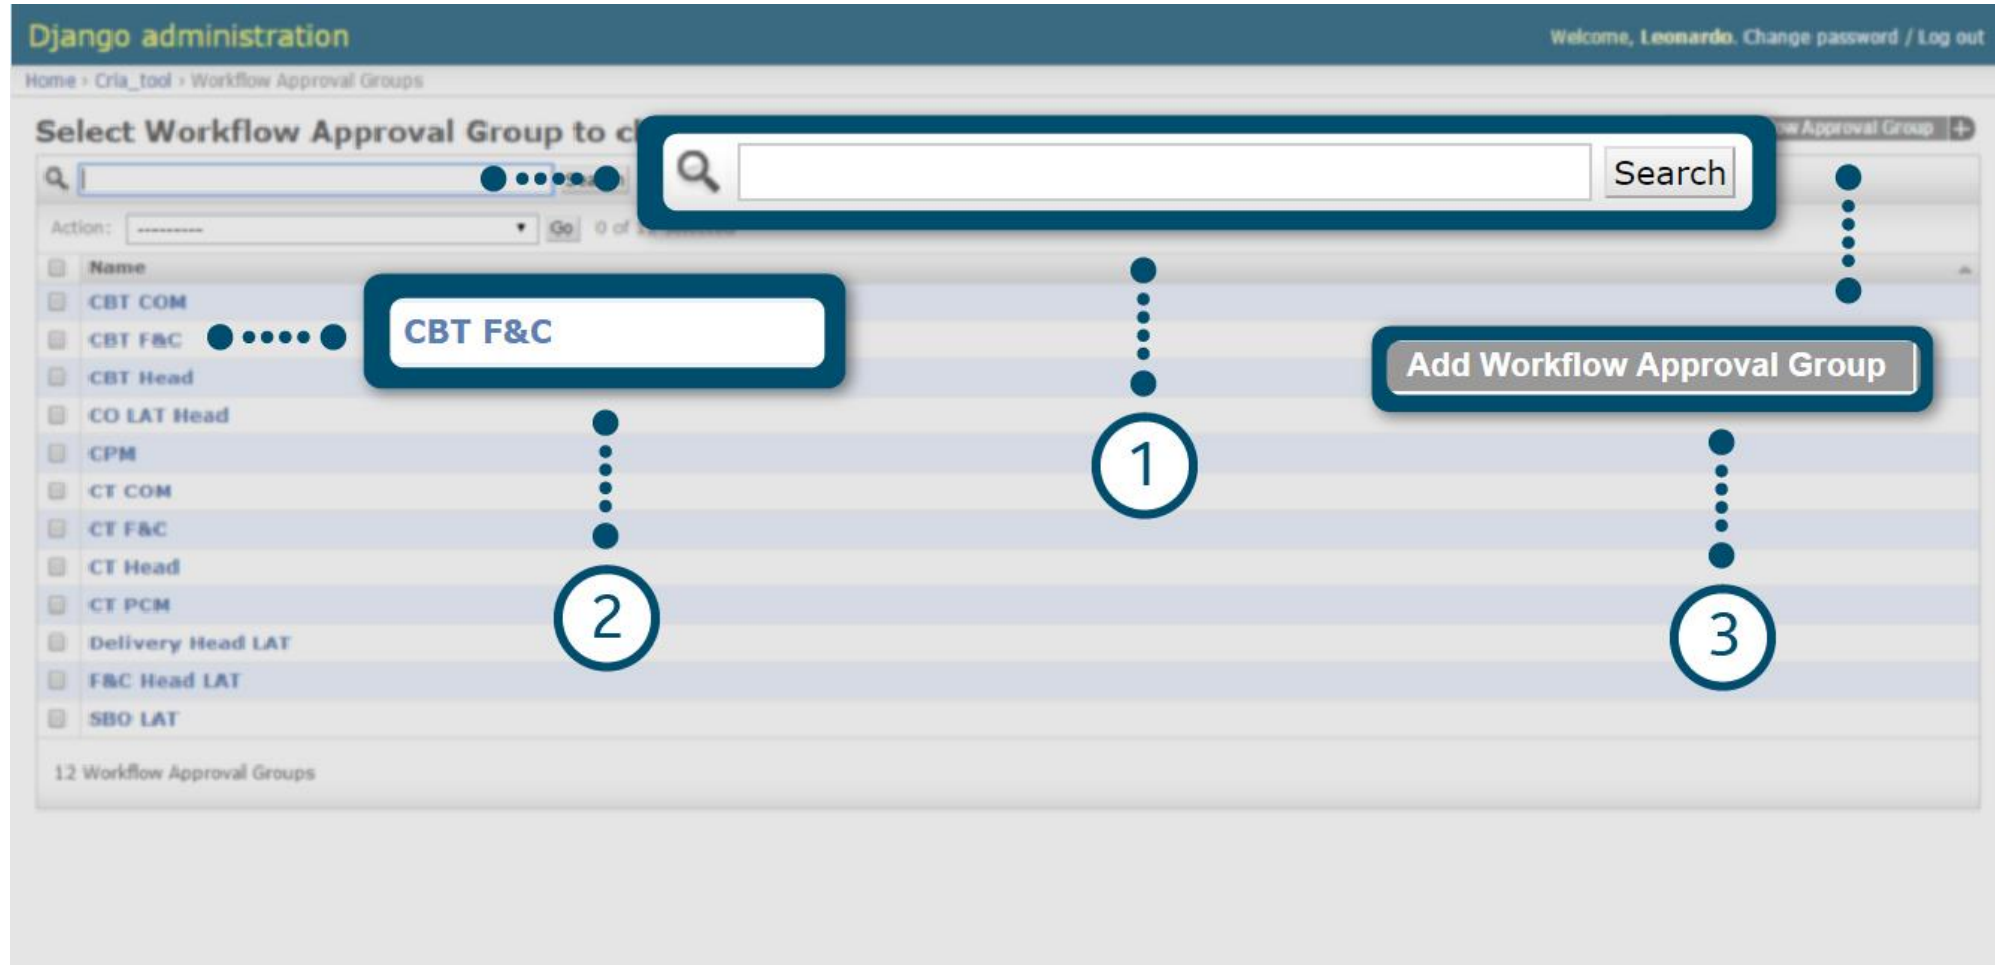 Django administration
Welcome, Leonardo. Change password / Log out
Home › Cria_tool › Workflow Approval Groups
Select Workflow Approval Group to
Approval Group +
Search
Action: ---------
Go 0 of
Name
CBT COM
CBT F&C
CBT F&C
Add Workflow Approval Group
CBT Head
CO LAT Head
CPM
1
CT COM
CT F&C
CT Head
CT PCM
2
3
Delivery Head LAT
F&C Head LAT
SBO LAT
12 Workflow Approval Groups